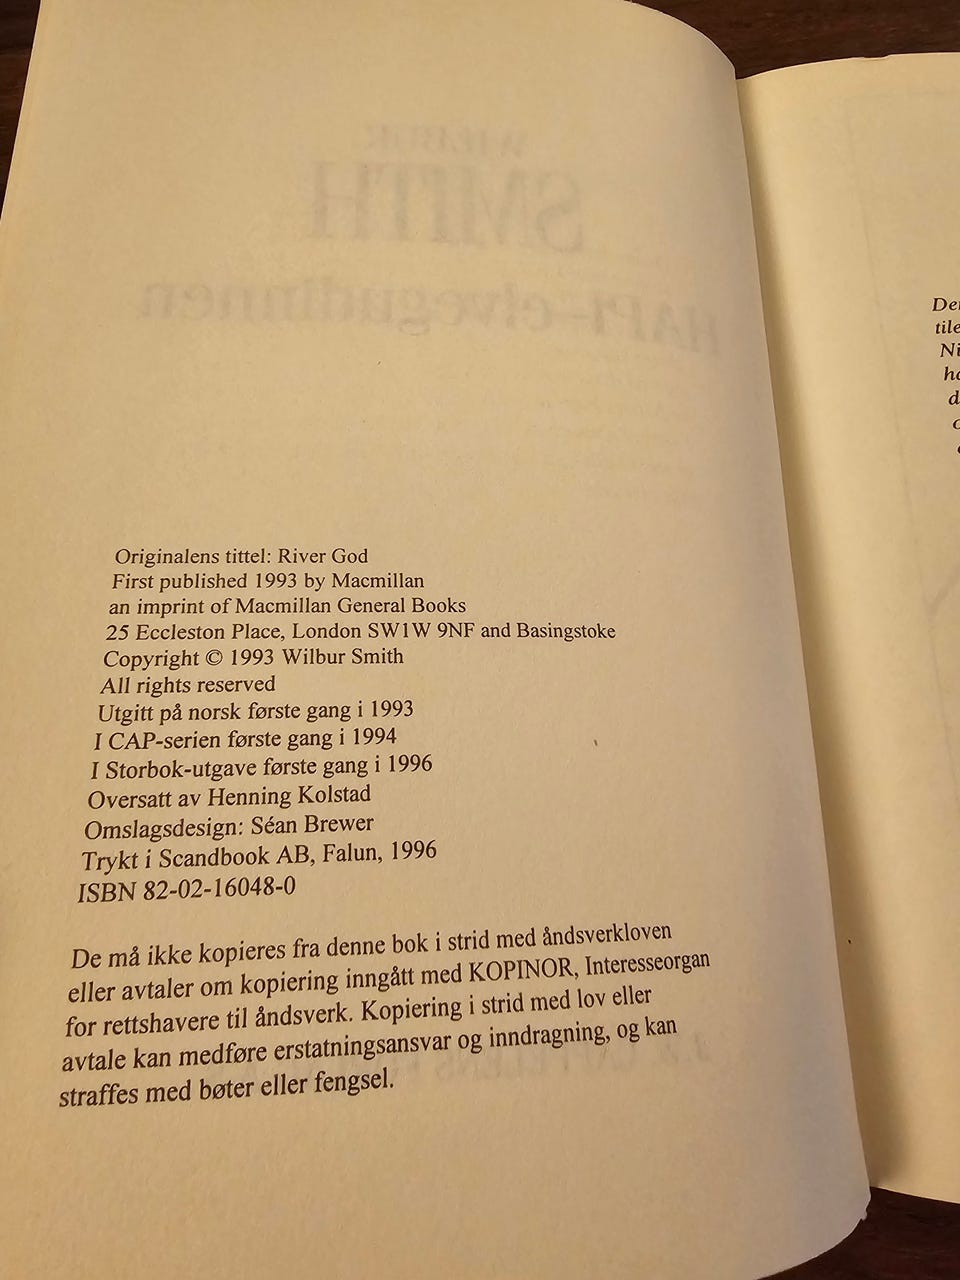 WILBUR
SMITH
HAPI–elvegudinnen
Originalens tittel: River God
First published 1993 by Macmillan
an imprint of Macmillan General Books
25 Eccleston Place, London SW1W 9NF and Basingstoke
Copyright © 1993 Wilbur Smith
All rights reserved
Utgitt på norsk første gang i 1993
I CAP-serien første gang i 1994
I Storbok-utgave første gang i 1996
Oversatt av Henning Kolstad
Omslagsdesign: Séan Brewer
Trykt i Scandbook AB, Falun, 1996
ISBN 82-02-16048-0
De må ikke kopieres fra denne bok i strid med åndsverkloven
eller avtaler om kopiering inngått med KOPINOR, Interesseorgan
for rettshavere til åndsverk. Kopiering i strid med lov eller
avtale kan medføre erstatningsansvar og inndragning, og kan
straffes med bøter eller fengsel.